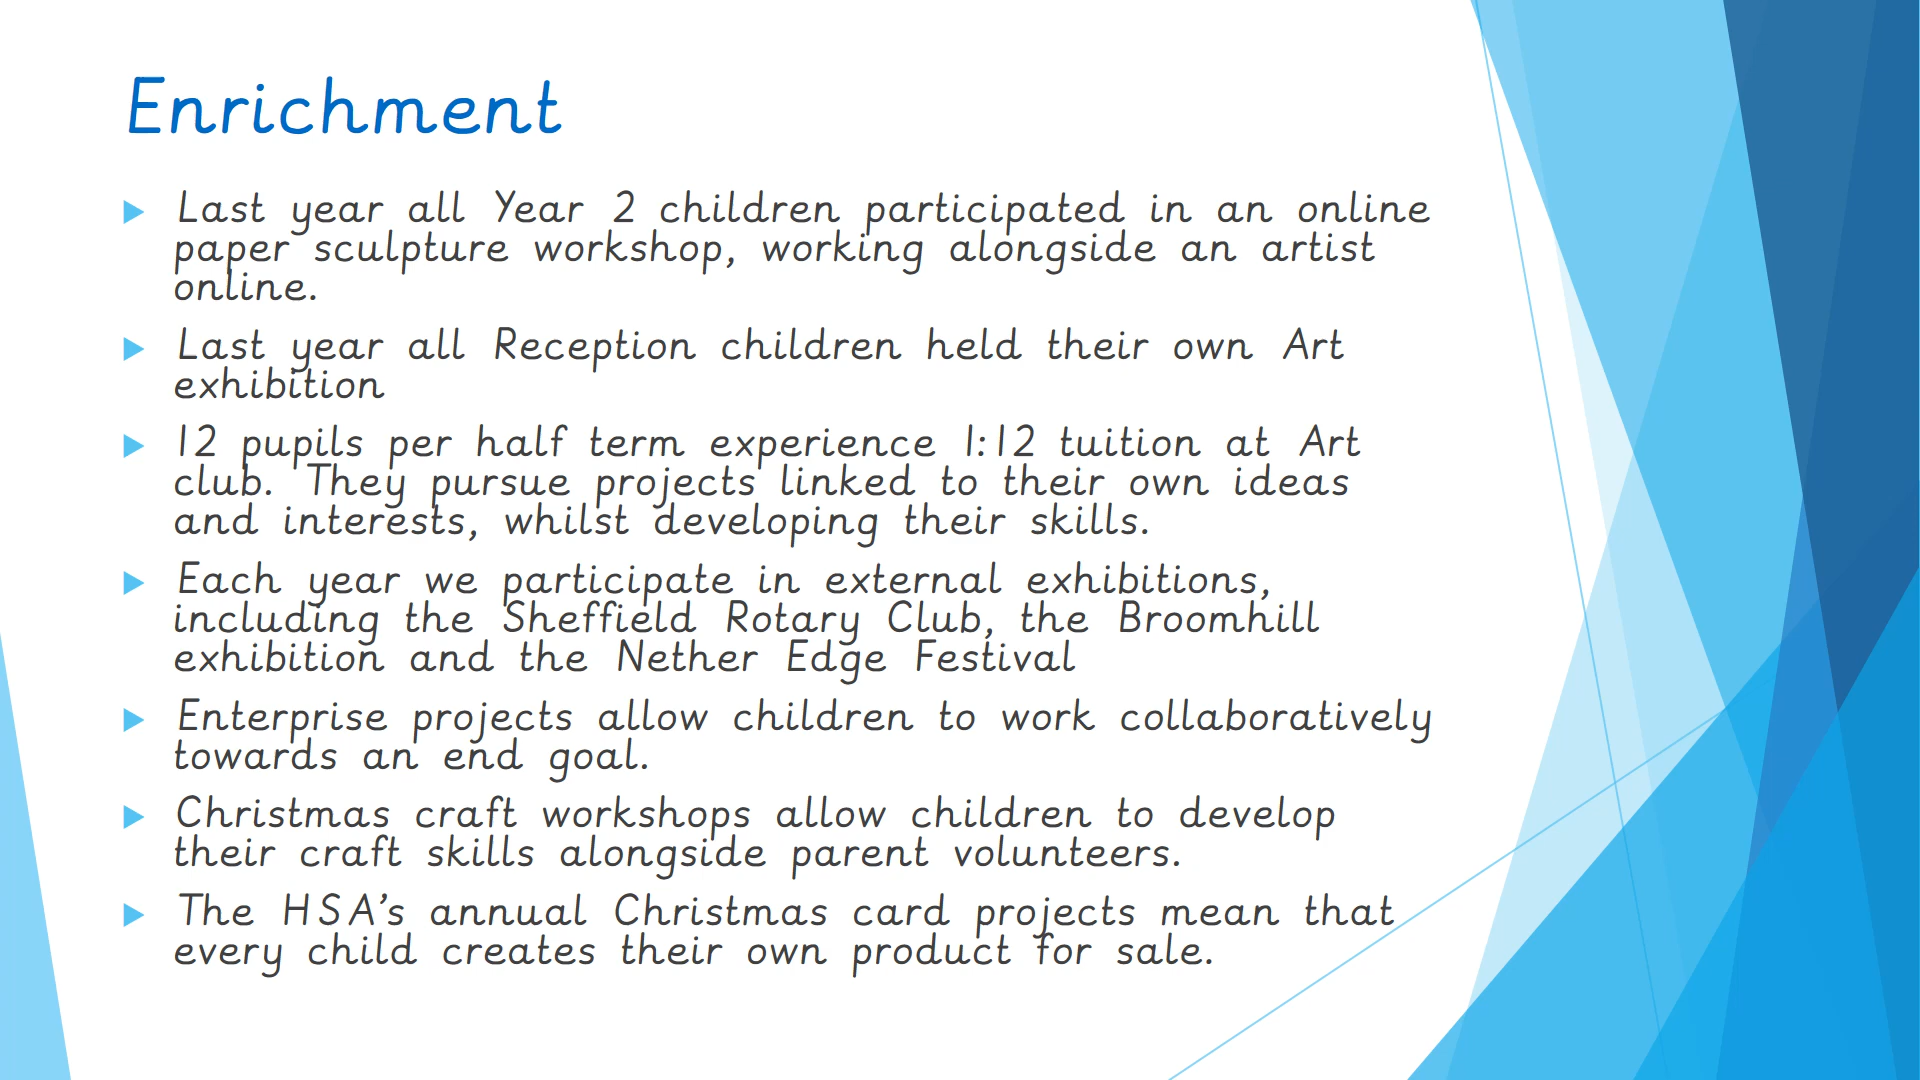 Enrichment
Last year all Year 2 children participated in an online
paper sculpture workshop, working alongside an artist
online.
Last year all Reception children held their own Art
exhibition
12 pupils per half term experience 1:12 tuition at Art
club. They pursue projects linked to their own ideas
and interests, whilst developing their skills.
Each year we participate in external exhibitions,
including the Sheffield Rotary Club, the Broomhill
exhibition and the Nether Edge Festival
Enterprise projects allow children to work collaboratively
towards an end goal.
Christmas craft workshops allow children to develop
their craft skills alongside parent volunteers.
The HSA’s annual Christmas card projects mean that
every child creates their own product for sale.